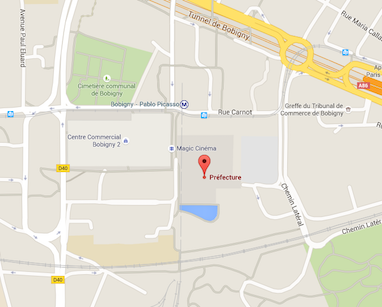 Avenue Paul Eluard
Tunnel de Bobigny
Rue Maria Calla
Cimetière communal
de Bobigny
A86
Paris
Bobigny - Pablo Picasso M
Rue Carnot
Greffe du Tribunal de
Commerce de Bobigny
Centre Commercial
Bobigny 2
Magic Cinéma
D40
Préfecture
Chemin Latéral
Chemin Laté
D40